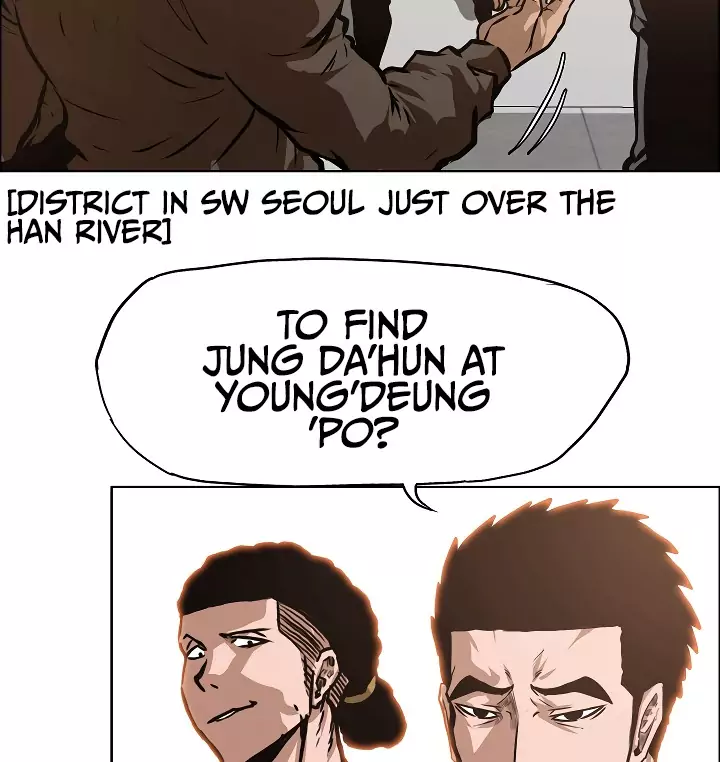 [DISTRICT IN SW SEOUL JUST OVER THE
HAN RIVER]
TO FIND
JUNG DA'HUN AT
YOUNG'DEUNG
'PO?